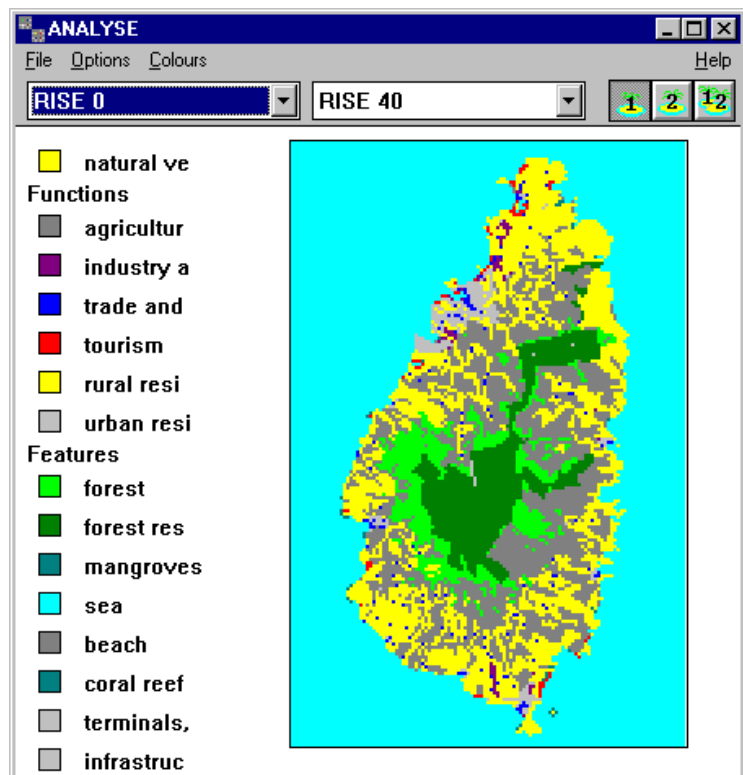 ANALYSE
File Options Colours Help
RISE 0 RISE 40 1 2 12
natural ve
Functions
agricultur
industry a
trade and
tourism
rural resi
urban resi
Features
forest
forest res
mangroves
sea
beach
coral reef
terminals,
infrastruc